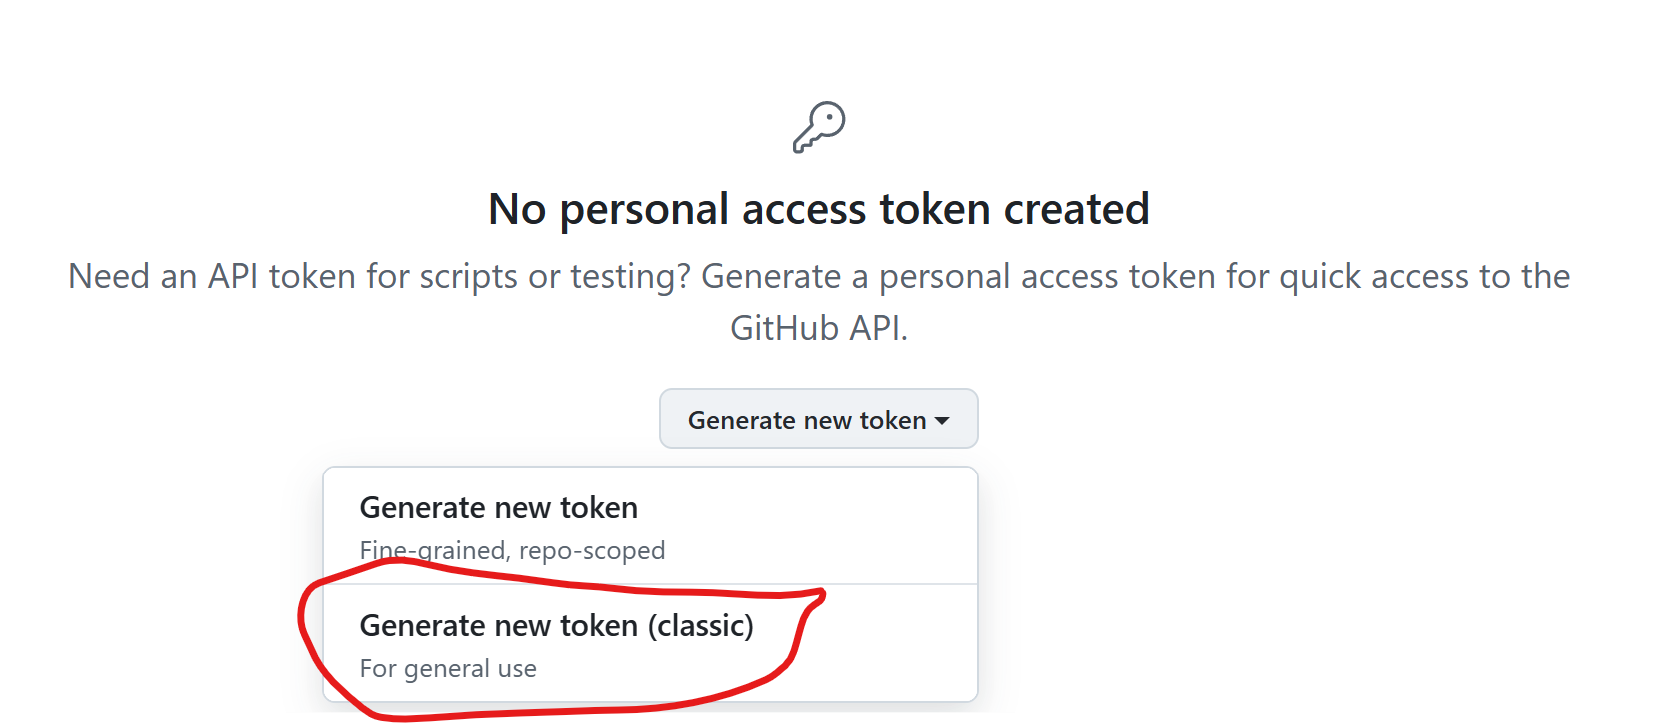 No personal access token created
Need an API token for scripts or testing? Generate a personal access token for quick access to the
GitHub API.
Generate new token
Generate new token
Fine-grained, repo-scoped
Generate new token (classic)
For general use